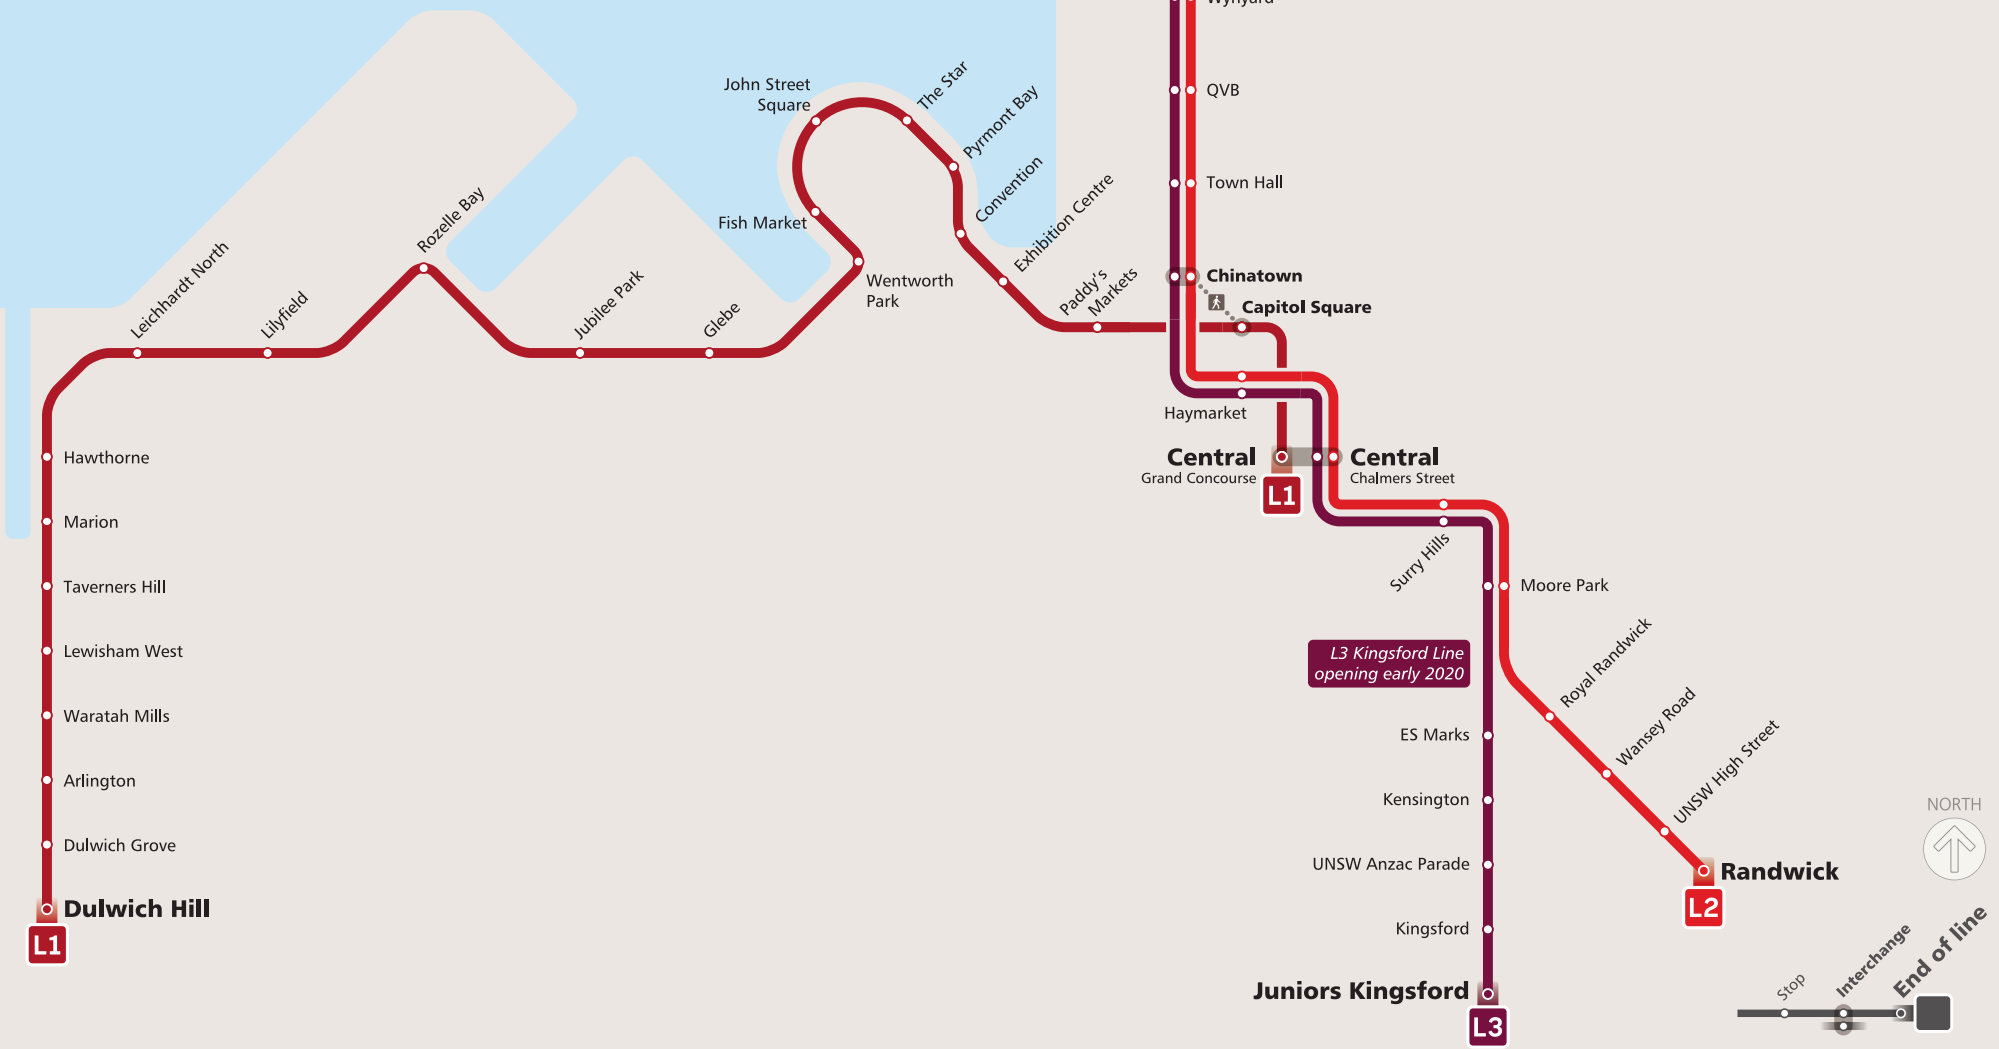 Wynyard
QVB
Town Hall
Chinatown
Capitol Square
Haymarket
Central
Grand Concourse
L1
Central
Chalmers Street
John Street
Square
The Star
Pyrmont Bay
Convention
Exhibition Centre
Paddy's
Markets
Fish Market
Wentworth
Park
Glebe
Jubilee Park
Rozelle Bay
Lilyfield
Leichhardt North
Hawthorne
Marion
Taverners Hill
Lewisham West
Waratah Mills
Arlington
Dulwich Grove
Dulwich Hill
L1
Surry Hills
Moore Park
L3 Kingsford Line
opening early 2020
Royal Randwick
Wansey Road
UNSW High Street
Randwick
L2
ES Marks
Kensington
UNSW Anzac Parade
Kingsford
Juniors Kingsford
L3
NORTH
Stop
Interchange
End of line